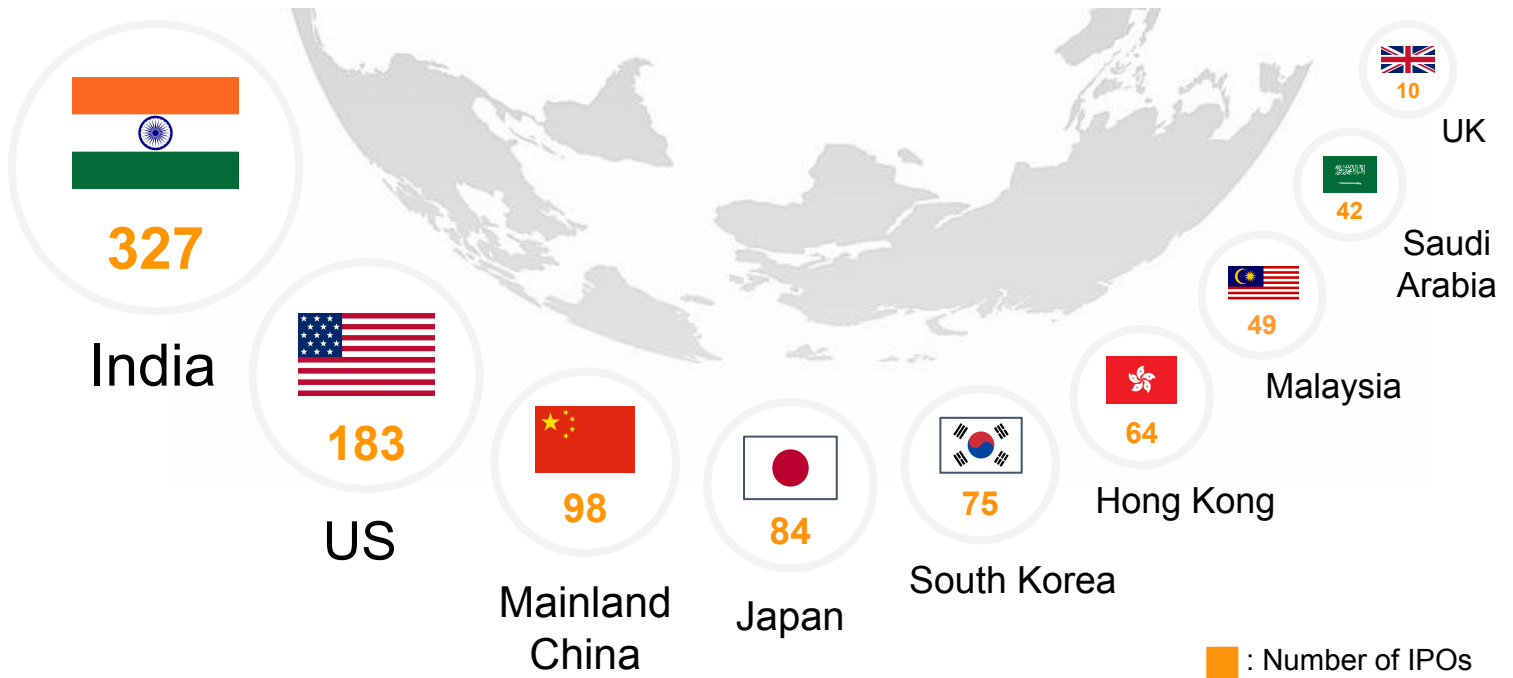 327
India
183
US
98
Mainland
China
84
Japan
75
South Korea
64
Hong Kong
49
Malaysia
42
Saudi
Arabia
10
UK
: Number of IPOs